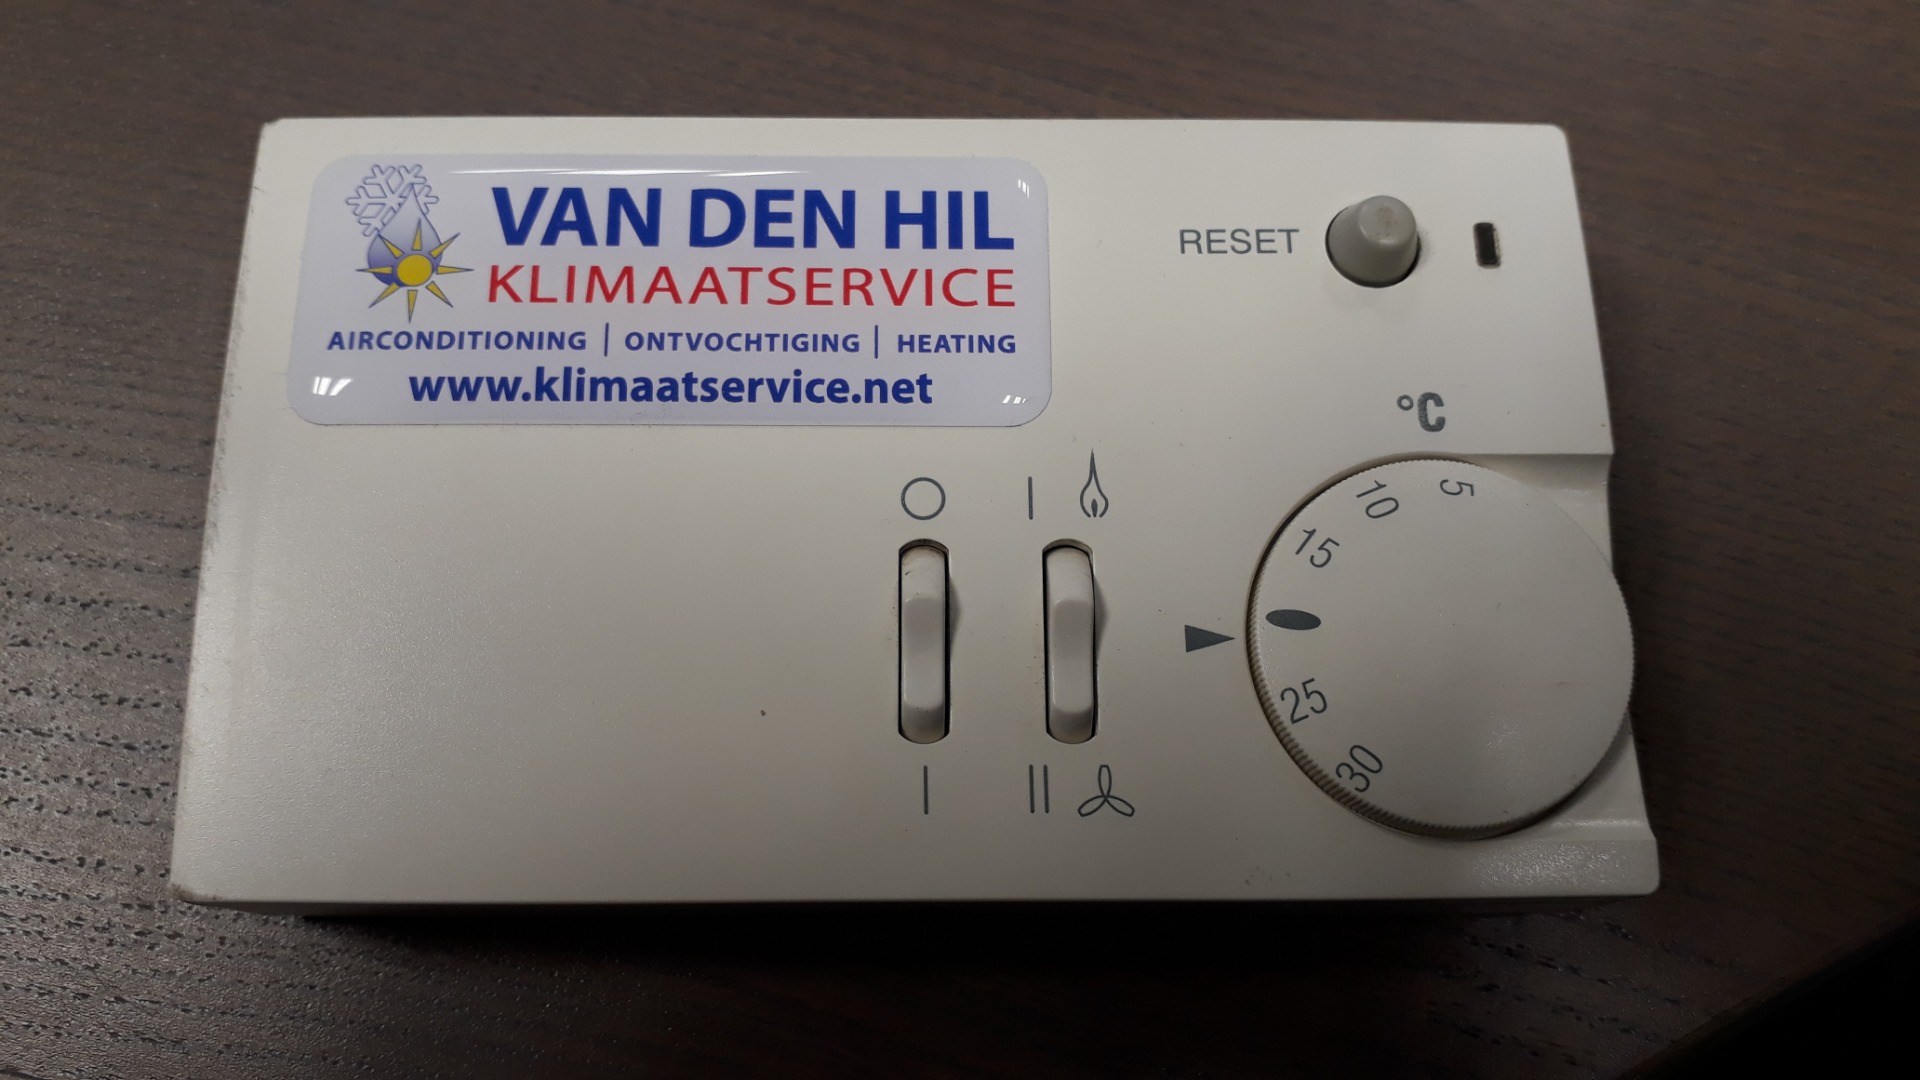 VAN DEN HIL
KLIMAATSERVICE
AIRCONDITIONING | ONTVOCHTIGING | HEATING
www.klimaatservice.net
RESET
°C
5
10
15
25
30
I
I
II